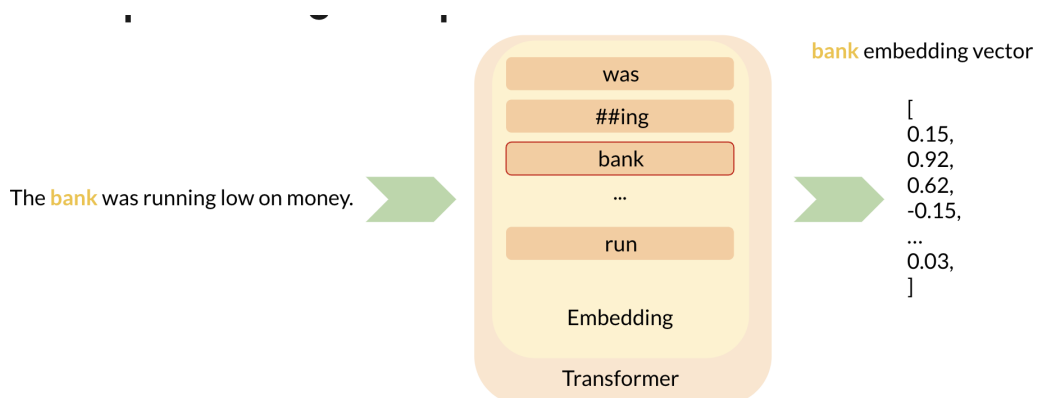 The bank was running low on money.
was
##ing
bank
...
run
Embedding
Transformer
bank embedding vector
[
0.15,
0.92,
0.62,
-0.15,
...
0.03,
]